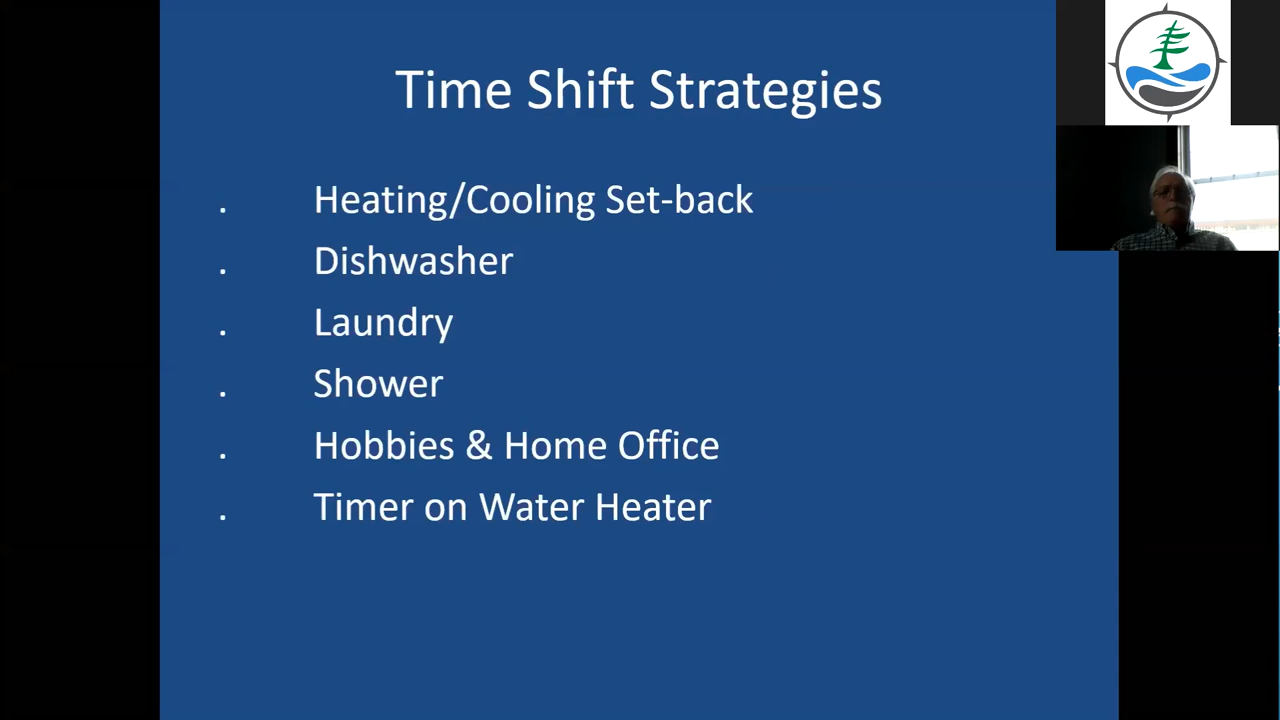 Time Shift Strategies
. Heating/Cooling Set-back
. Dishwasher
. Laundry
. Shower
. Hobbies & Home Office
. Timer on Water Heater